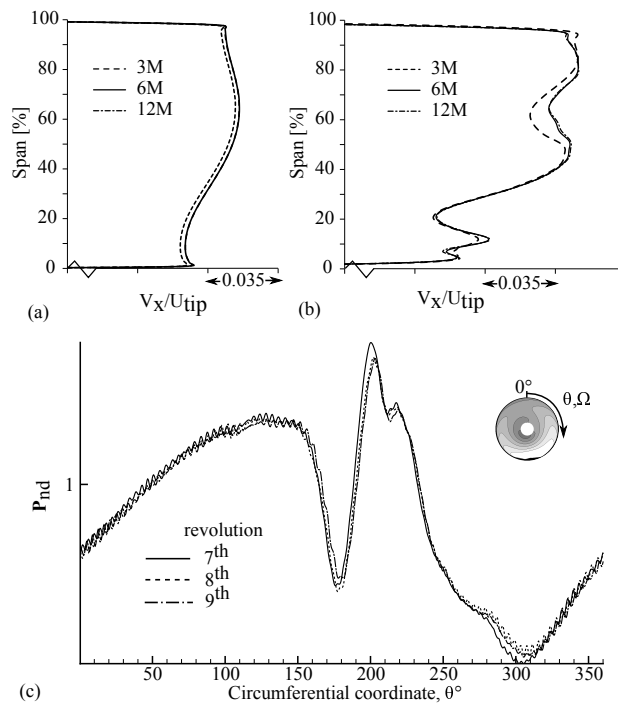 (a)
Span [%]
100
80
60
40
20
0
3M
6M
12M
0.035
Vx/Utip
(b)
Span [%]
100
80
60
40
20
0
3M
6M
12M
0.035
Vx/Utip
(c)
Pnd
1
revolution
7th
8th
9th
0°
θ,Ω
50 100 150 200 250 300 350
Circumferential coordinate, θ°